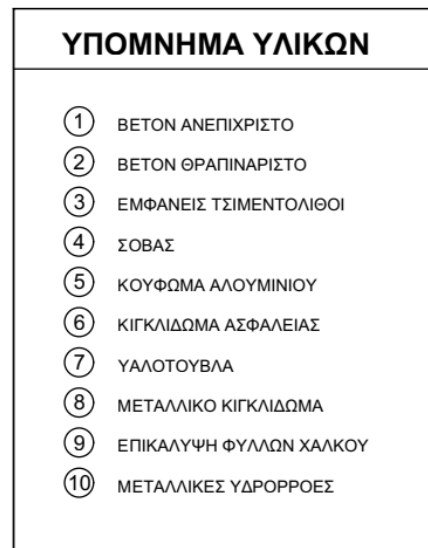 ΥΠΟΜΝΗΜΑ ΥΛΙΚΩΝ
1 ΒΕΤΟΝ ΑΝΕΠΙΧΡΙΣΤΟ
2 ΒΕΤΟΝ ΘΡΑΠΙΝΑΡΙΣΤΟ
3 ΕΜΦΑΝΕΙΣ ΤΣΙΜΕΝΤΟΛΙΘΟΙ
4 ΣΟΒΑΣ
5 ΚΟΥΦΩΜΑ ΑΛΟΥΜΙΝΙΟΥ
6 ΚΙΓΚΛΙΔΩΜΑ ΑΣΦΑΛΕΙΑΣ
7 ΥΑΛΟΤΟΥΒΛΑ
8 ΜΕΤΑΛΛΙΚΟ ΚΙΓΚΛΙΔΩΜΑ
9 ΕΠΙΚΑΛΥΨΗ ΦΥΛΛΩΝ ΧΑΛΚΟΥ
10 ΜΕΤΑΛΛΙΚΕΣ ΥΔΡΟΡΡΟΕΣ